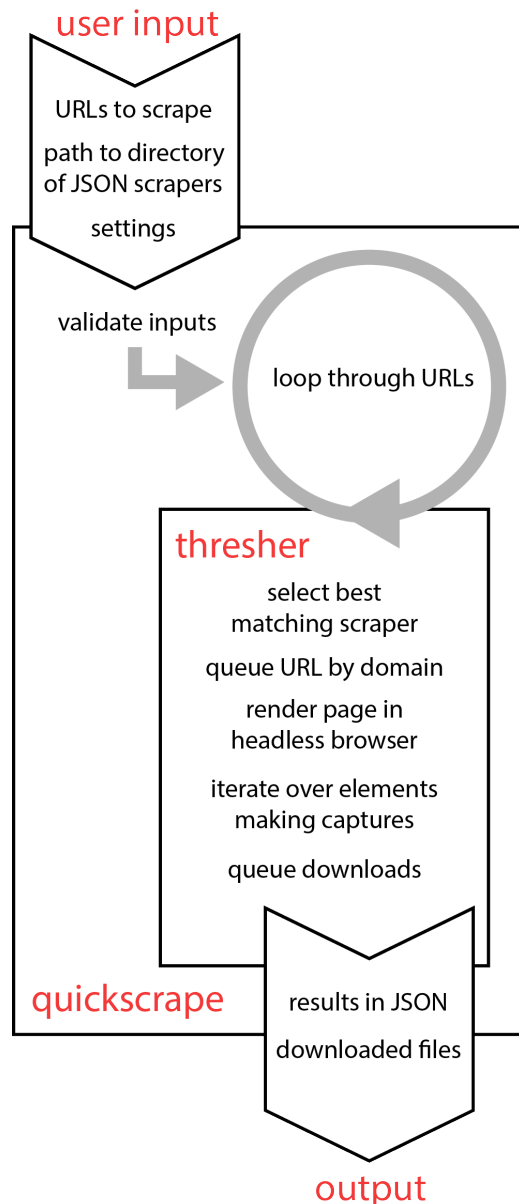 user input
URLs to scrape
path to directory
of JSON scrapers
settings
validate inputs
loop through URLs
thresher
select best
matching scraper
queue URL by domain
render page in
headless browser
iterate over elements
making captures
queue downloads
quickscrape
results in JSON
downloaded files
output